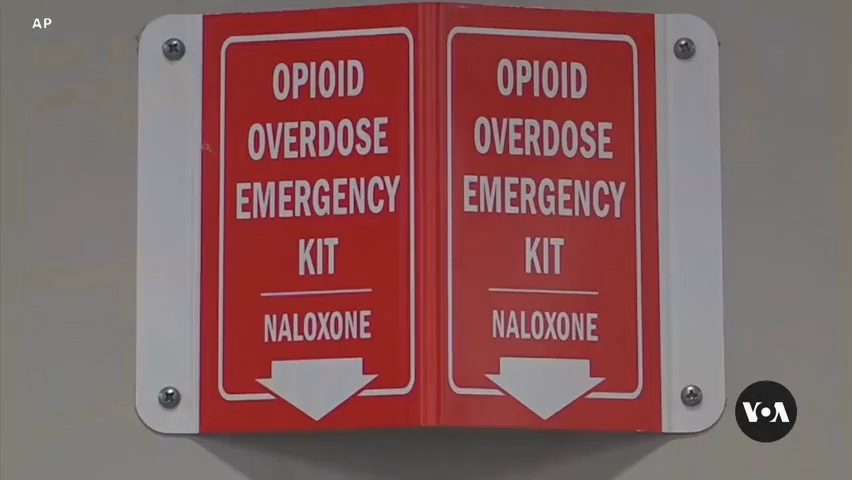 AP
OPIOID
OVERDOSE
EMERGENCY
KIT
NALOXONE
OPIOID
OVERDOSE
EMERGENCY
KIT
NALOXONE
VOA